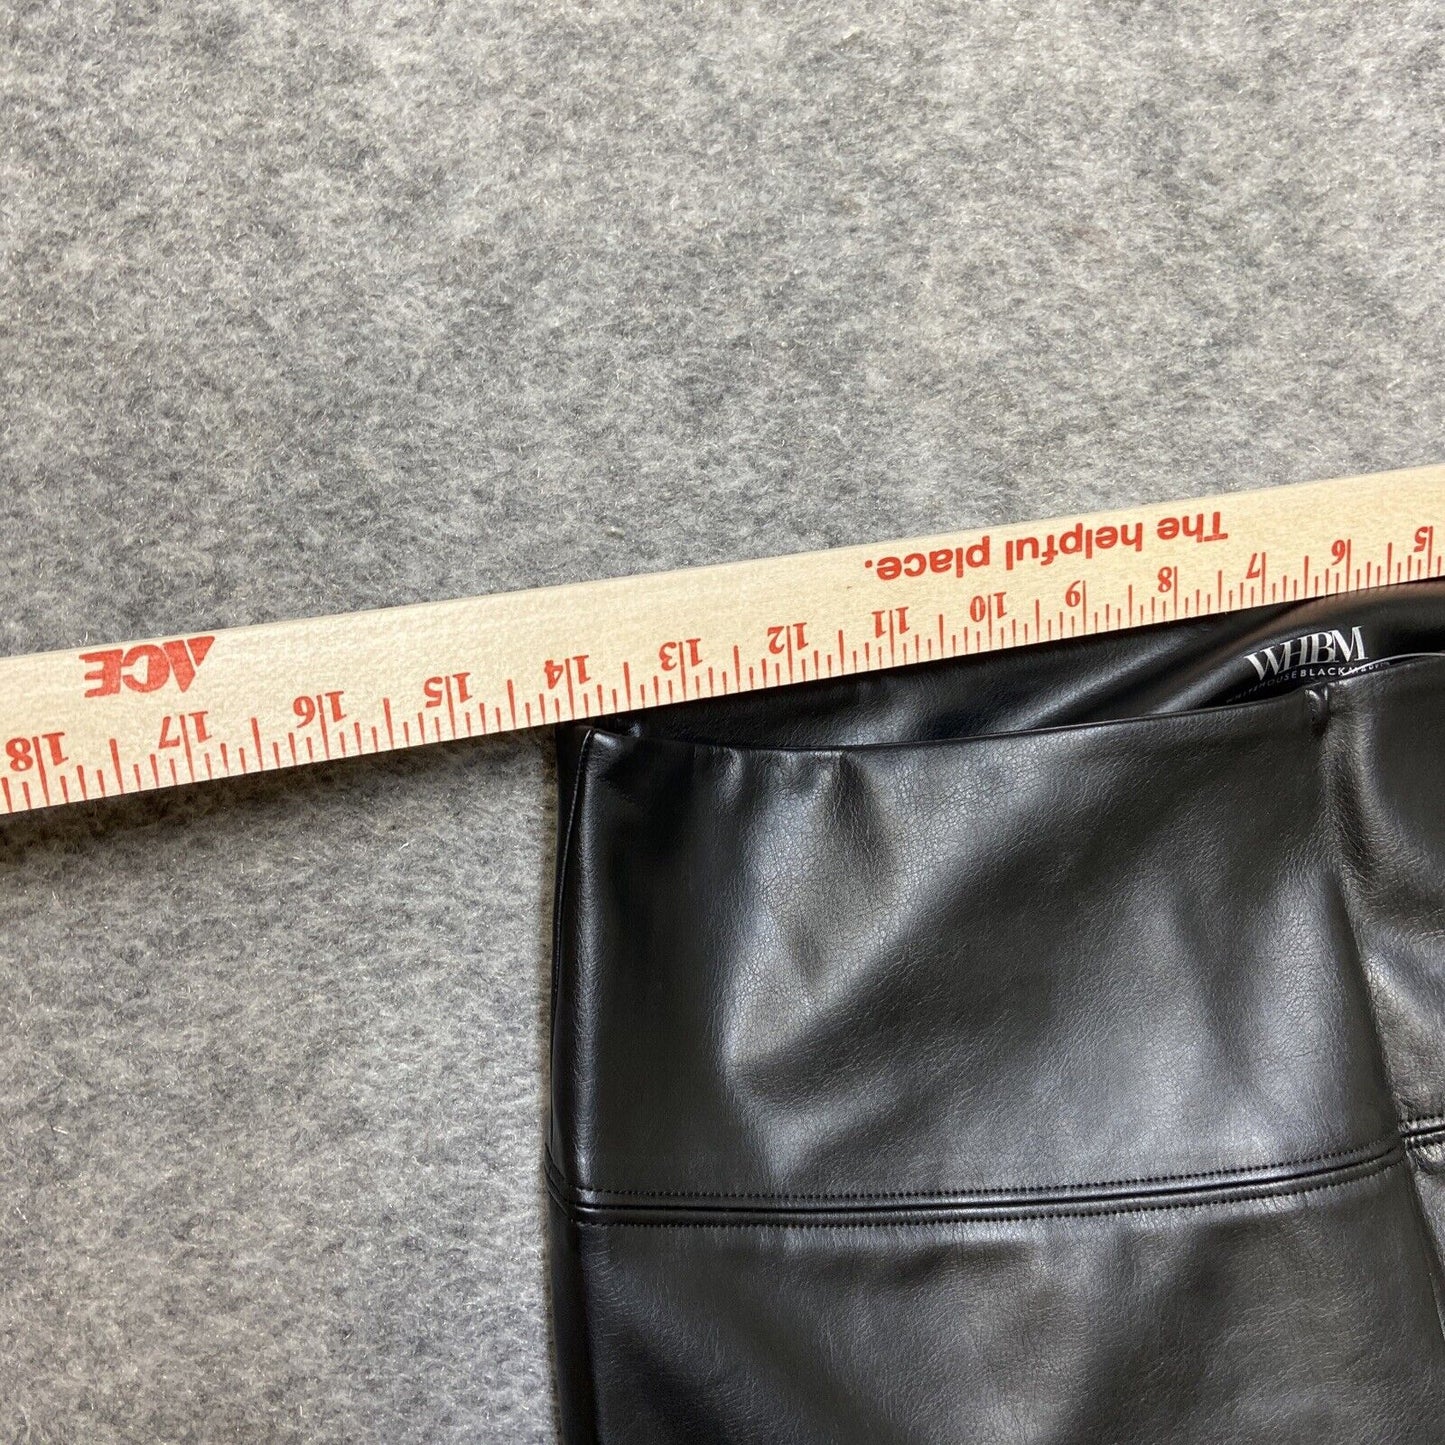 The helpful place.
ACE
5 6 7 8 9 10 11 12 13 14 15 16 17 18
WHBM
WHITEHOUSEBLACKMA